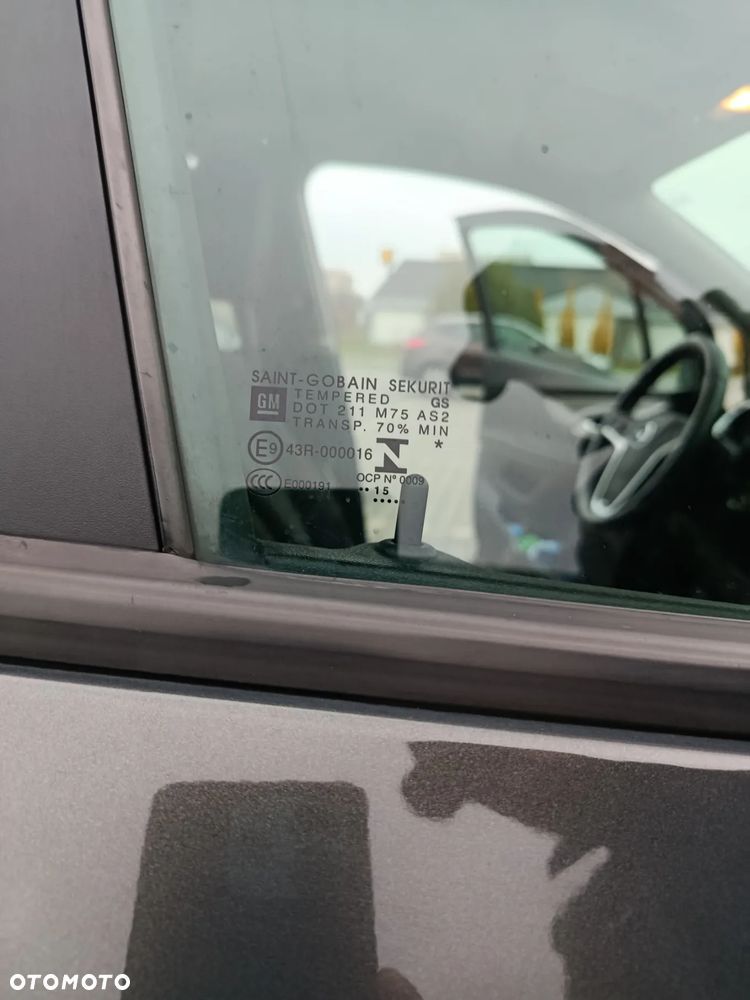 SAINT-GOBAIN SEKURIT
GM TEMPERED GS
DOT 211 M75 AS2
TRANSP. 70% MIN
E9 43R-000016 N *
CCC E000191 OCP Nº 0009
•• 15
•••••
OTOMOTO